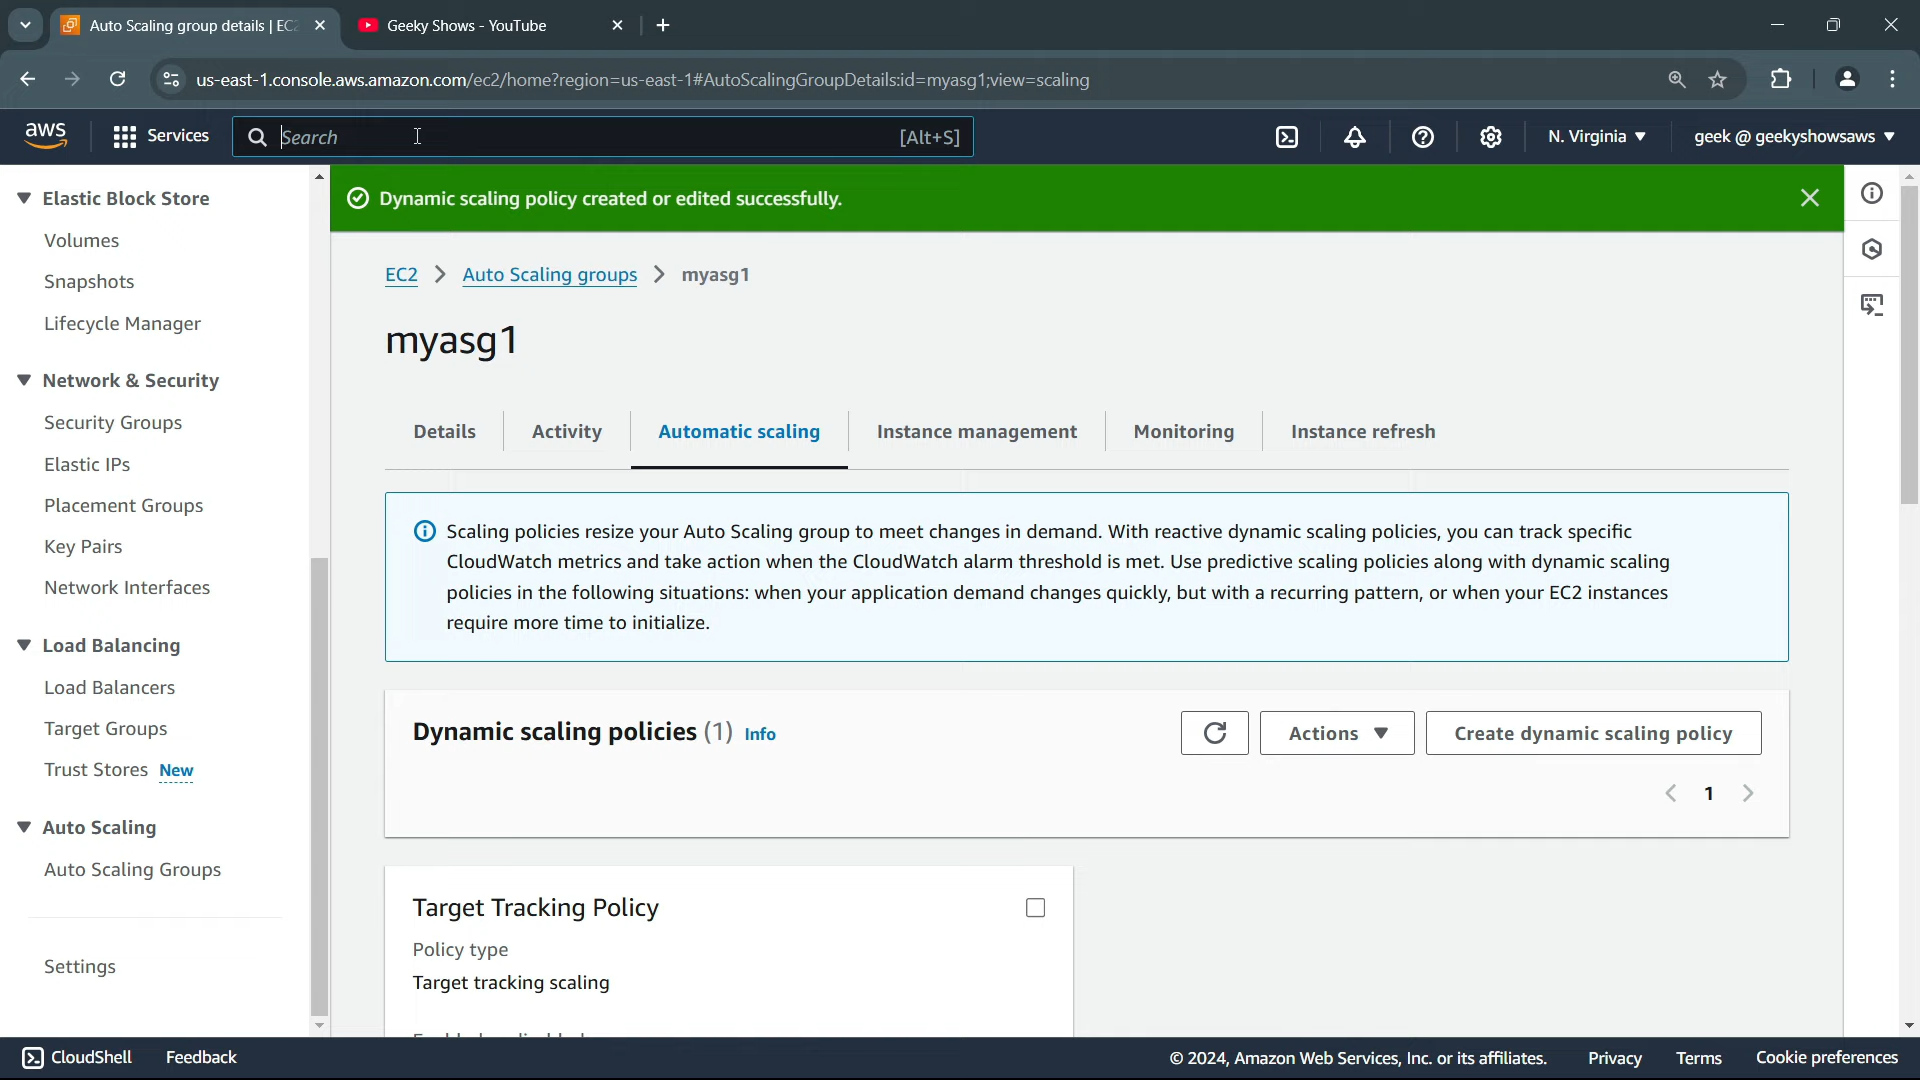 Auto Scaling group details | EC
Geeky Shows - YouTube
us-east-1.console.aws.amazon.com/ec2/home?region=us-east-1#AutoScalingGroupDetails:id=myasg1;view=scaling
aws
Services
Search
[Alt+S]
N. Virginia
geek @ geekyshowsaws
Elastic Block Store
Volumes
Snapshots
Lifecycle Manager
Network & Security
Security Groups
Elastic IPs
Placement Groups
Key Pairs
Network Interfaces
Load Balancing
Load Balancers
Target Groups
Trust Stores New
Auto Scaling
Auto Scaling Groups
Settings
Dynamic scaling policy created or edited successfully.
EC2 > Auto Scaling groups > myasg1
myasg1
Details
Activity
Automatic scaling
Instance management
Monitoring
Instance refresh
Scaling policies resize your Auto Scaling group to meet changes in demand. With reactive dynamic scaling policies, you can track specific
CloudWatch metrics and take action when the CloudWatch alarm threshold is met. Use predictive scaling policies along with dynamic scaling
policies in the following situations: when your application demand changes quickly, but with a recurring pattern, or when your EC2 instances
require more time to initialize.
Dynamic scaling policies (1) Info
Actions
Create dynamic scaling policy
1
Target Tracking Policy
Policy type
Target tracking scaling
CloudShell
Feedback
© 2024, Amazon Web Services, Inc. or its affiliates.
Privacy
Terms
Cookie preferences